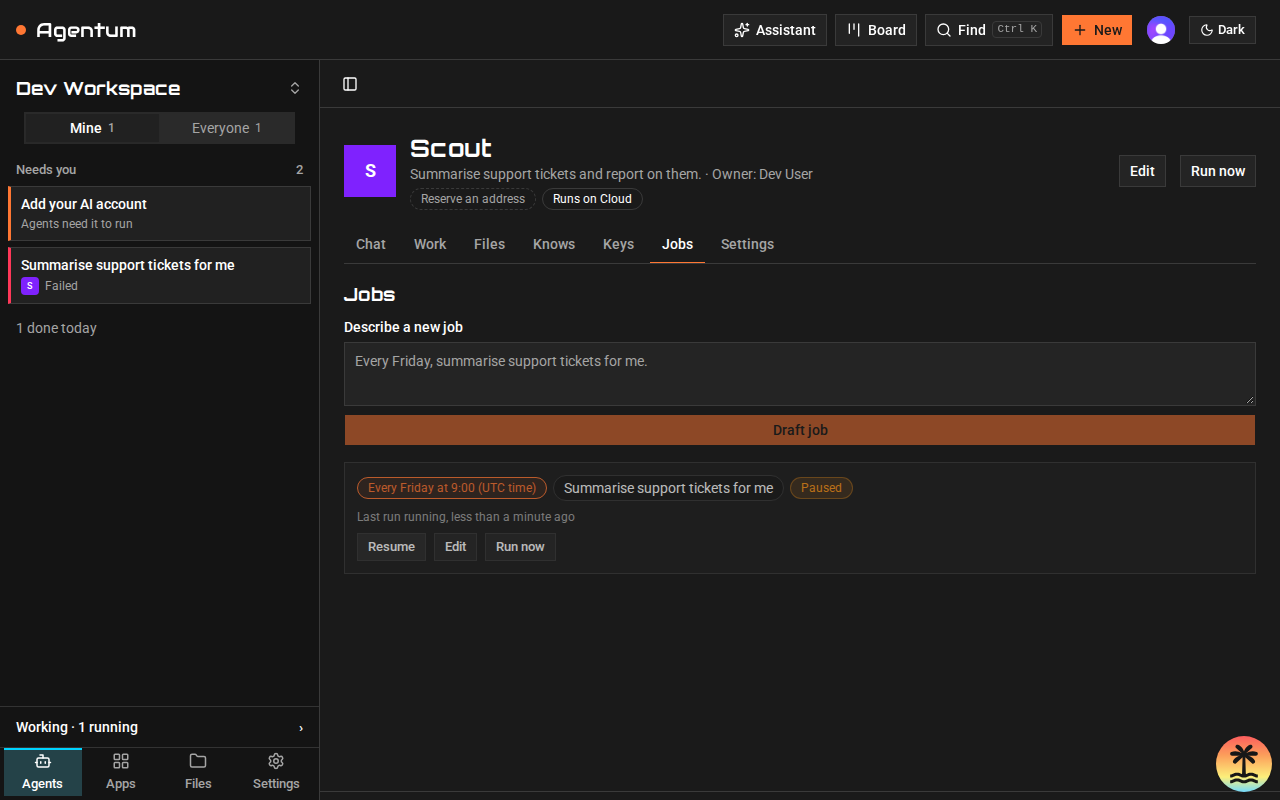 Agentum
Assistant
Board
Find Ctrl K
New
Dark
Dev Workspace
Mine 1
Everyone 1
Needs you 2
Add your AI account
Agents need it to run
Summarise support tickets for me
S Failed
1 done today
Working · 1 running ›
Agents
Apps
Files
Settings
S
Scout
Summarise support tickets and report on them. · Owner: Dev User
Reserve an address
Runs on Cloud
Edit
Run now
Chat
Work
Files
Knows
Keys
Jobs
Settings
Jobs
Describe a new job
Every Friday, summarise support tickets for me.
Draft job
Every Friday at 9:00 (UTC time)
Summarise support tickets for me
Paused
Last run running, less than a minute ago
Resume
Edit
Run now